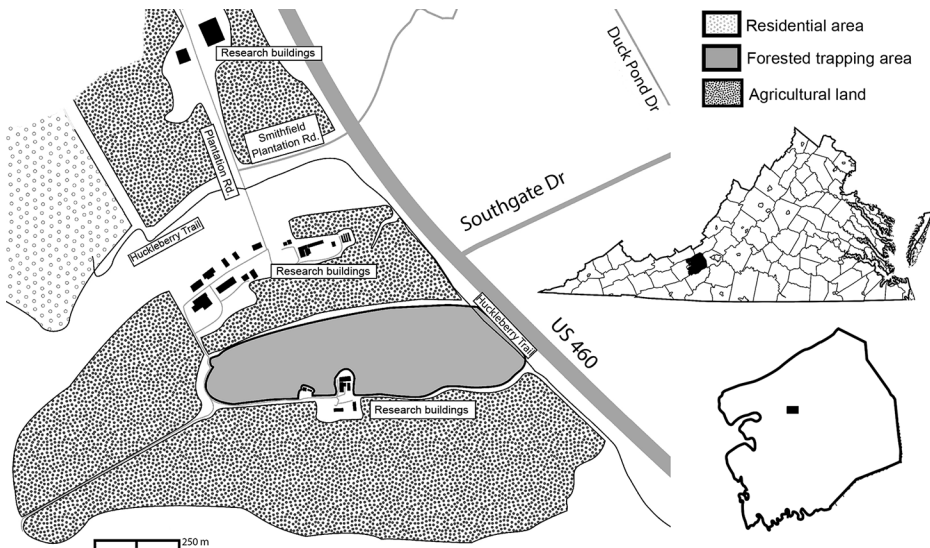 Research buildings
Duck Pond Dr
Residential area
Forested trapping area
Agricultural land
Smithfield
Plantation Rd.
Plantation Rd.
Southgate Dr
Huckleberry Trail
Research buildings
Huckleberry Trail
US 460
Research buildings
250 m